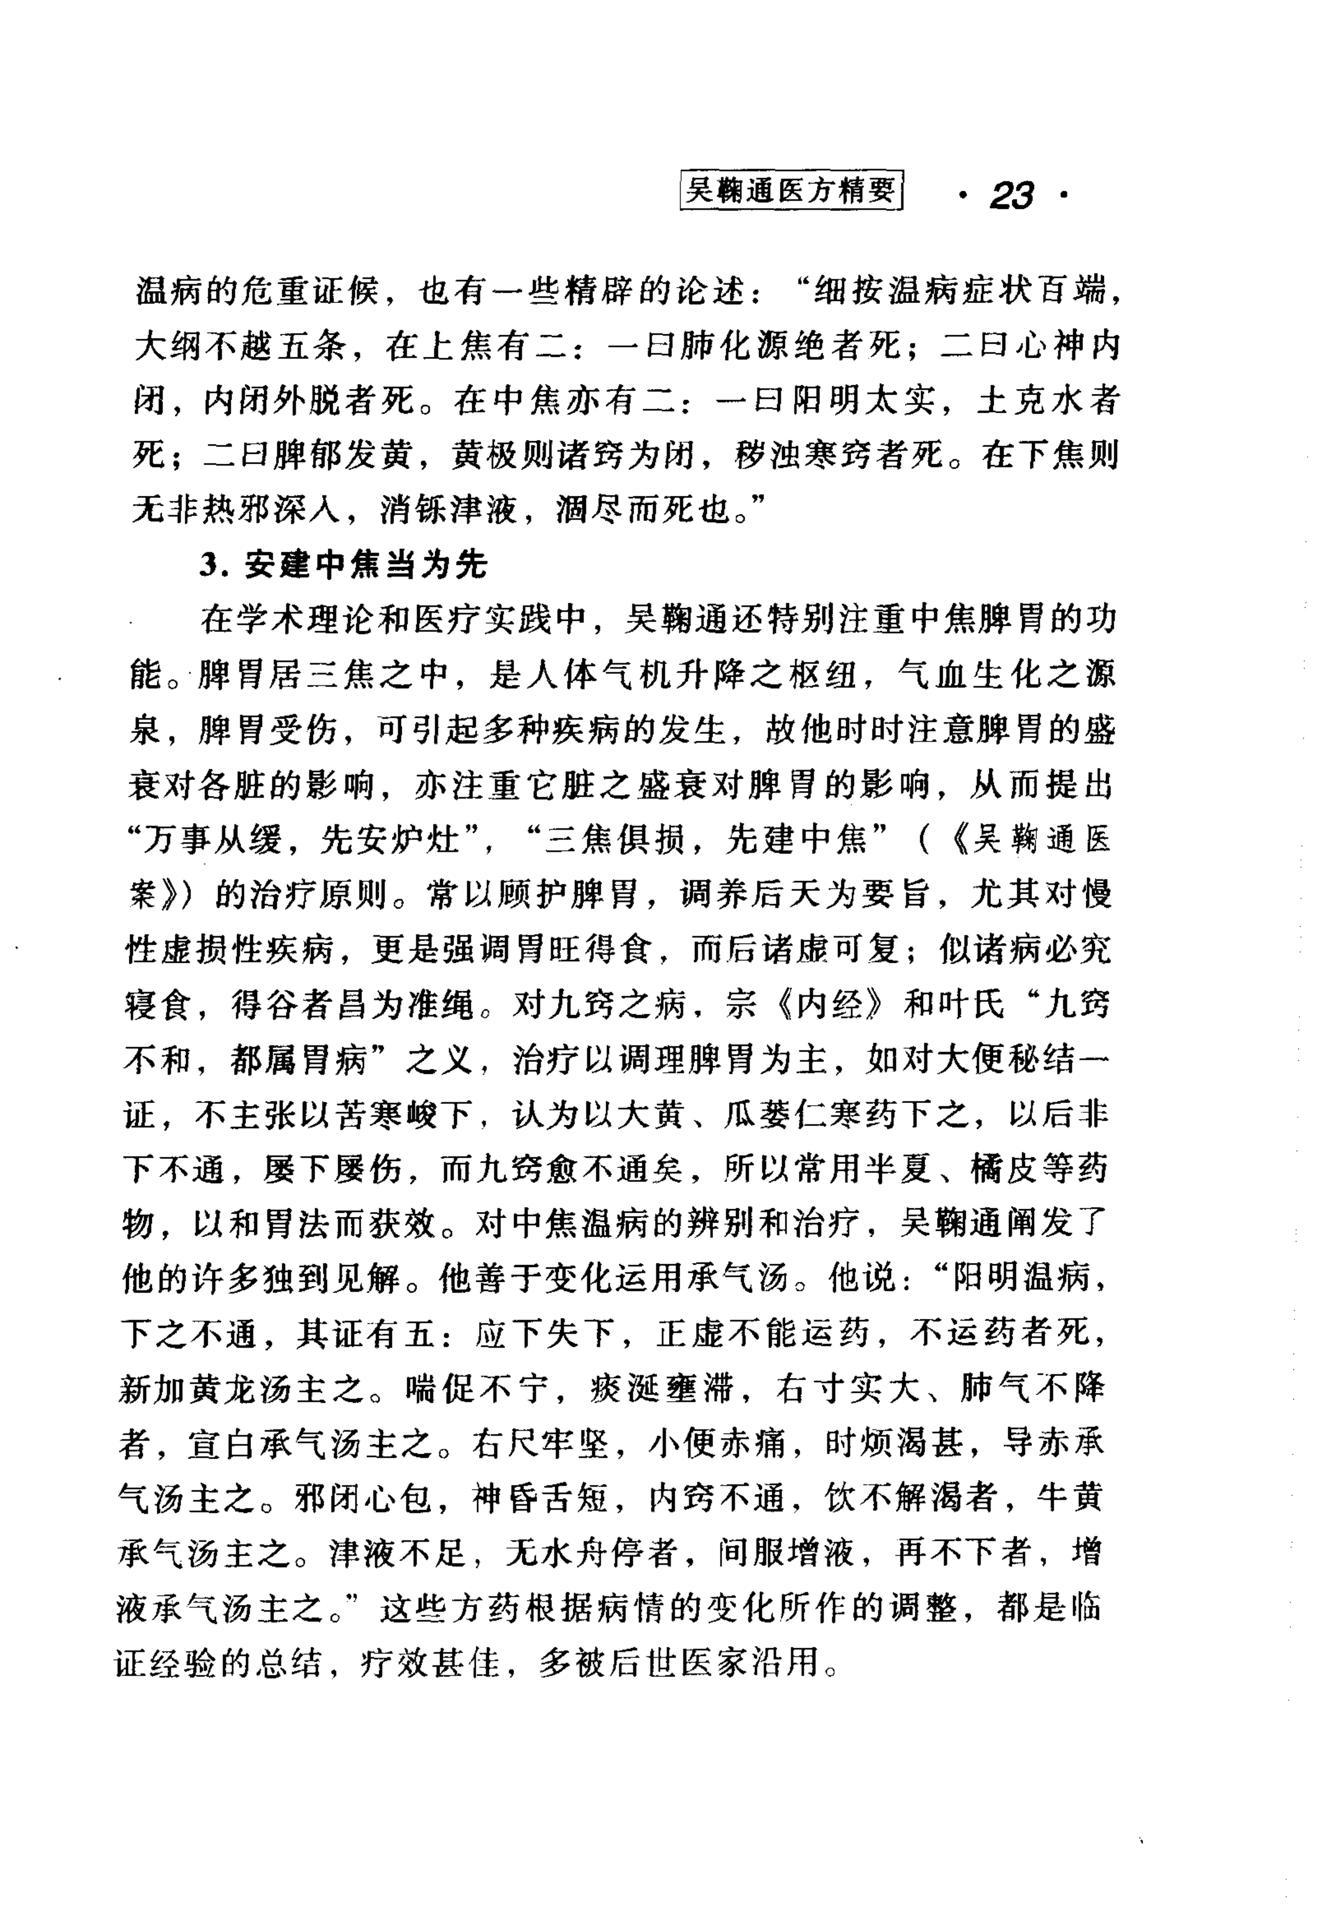 吴鞠通医方精要 · 23 ·
温病的危重证候，也有一些精辟的论述：“细按温病症状百端，
大纲不越五条，在上焦有二：一曰肺化源绝者死；二曰心神内
闭，内闭外脱者死。在中焦亦有二：一曰阳明太实，土克水者
死；二曰脾郁发黄，黄极则诸窍为闭，秽浊寒窍者死。在下焦则
无非热邪深入，消铄津液，涸尽而死也。”
3. 安建中焦当为先
在学术理论和医疗实践中，吴鞠通还特别注重中焦脾胃的功
能。脾胃居三焦之中，是人体气机升降之枢纽，气血生化之源
泉，脾胃受伤，可引起多种疾病的发生，故他时时注意脾胃的盛
衰对各脏的影响，亦注重它脏之盛衰对脾胃的影响，从而提出
“万事从缓，先安炉灶”，“三焦俱损，先建中焦”（《吴鞠通医
案》）的治疗原则。常以顾护脾胃，调养后天为要旨，尤其对慢
性虚损性疾病，更是强调胃旺得食，而后诸虚可复；似诸病必究
寝食，得谷者昌为准绳。对九窍之病，宗《内经》和叶氏“九窍
不和，都属胃病”之义，治疗以调理脾胃为主，如对大便秘结一
证，不主张以苦寒峻下，认为以大黄、瓜蒌仁寒药下之，以后非
下不通，屡下屡伤，而九窍愈不通矣，所以常用半夏、橘皮等药
物，以和胃法而获效。对中焦温病的辨别和治疗，吴鞠通阐发了
他的许多独到见解。他善于变化运用承气汤。他说：“阳明温病，
下之不通，其证有五：应下失下，正虚不能运药，不运药者死，
新加黄龙汤主之。喘促不宁，痰涎壅滞，右寸实大、肺气不降
者，宣白承气汤主之。右尺牢坚，小便赤痛，时烦渴甚，导赤承
气汤主之。邪闭心包，神昏舌短，内窍不通，饮不解渴者，牛黄
承气汤主之。津液不足，无水舟停者，间服增液，再不下者，增
液承气汤主之。”这些方药根据病情的变化所作的调整，都是临
证经验的总结，疗效甚佳，多被后世医家沿用。